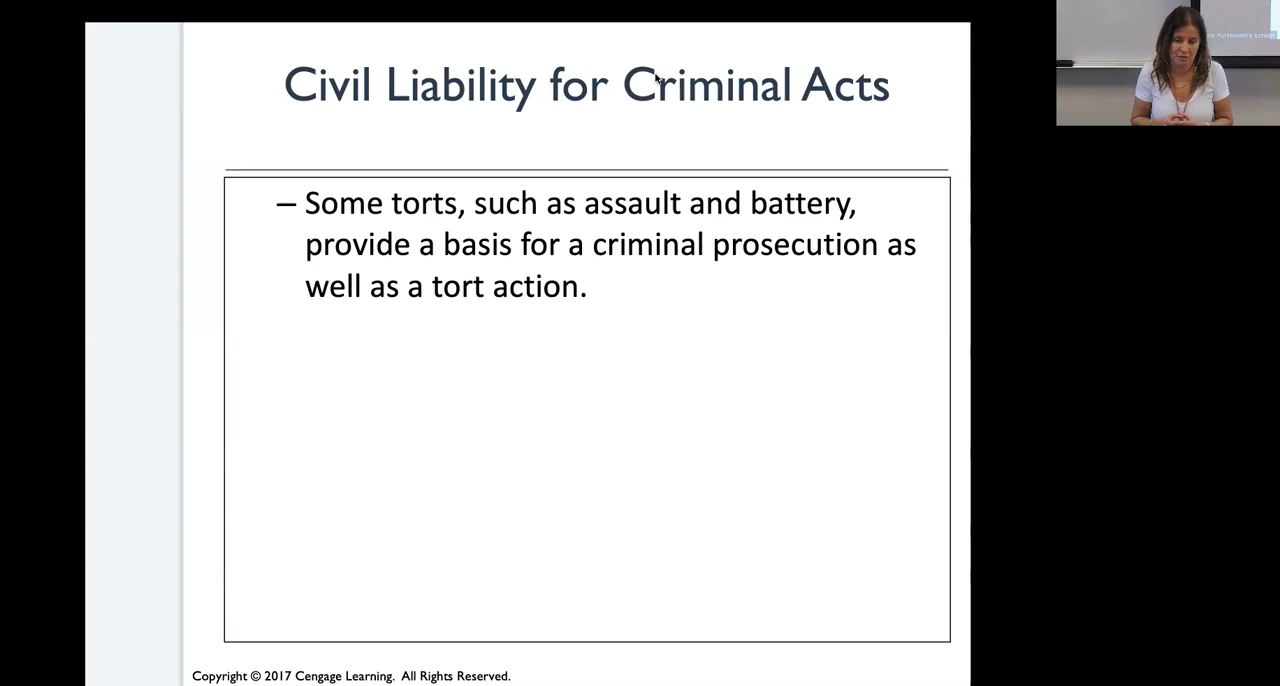 Civil Liability for Criminal Acts
– Some torts, such as assault and battery,
provide a basis for a criminal prosecution as
well as a tort action.
Copyright © 2017 Cengage Learning. All Rights Reserved.
screen